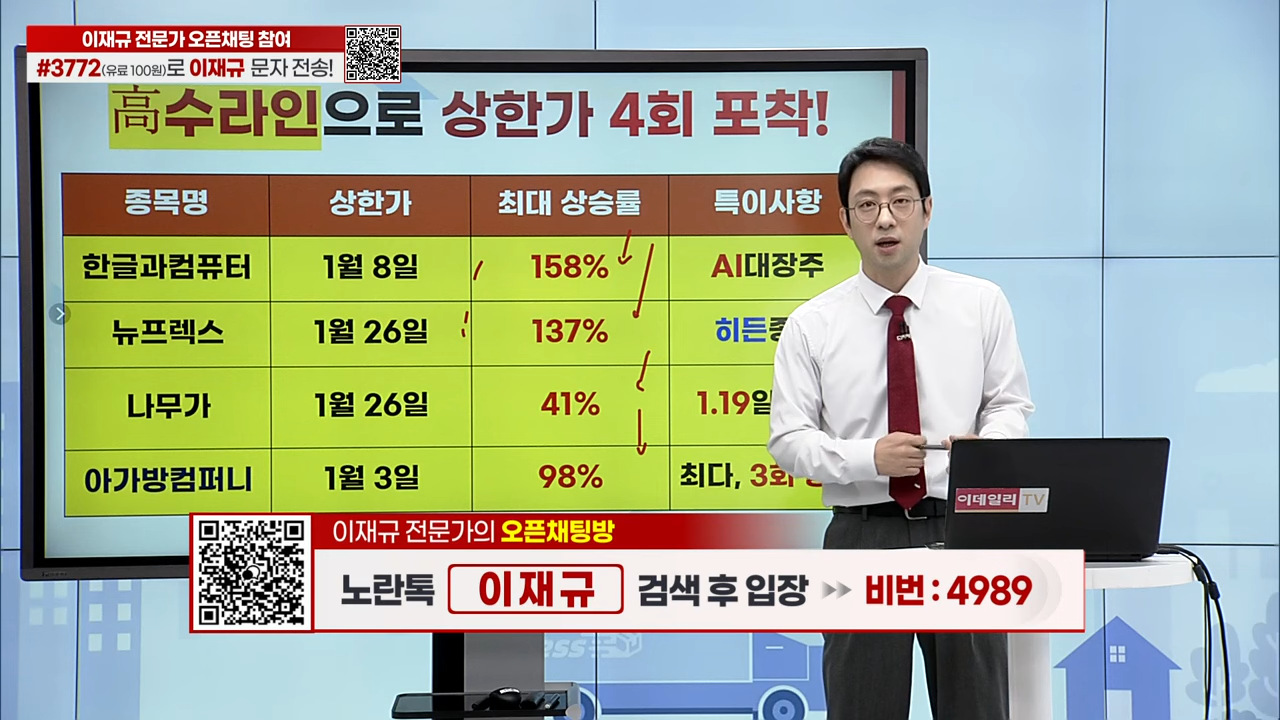 이재규 전문가 오픈채팅 참여
#3772(유료 100원)로 이재규 문자 전송!
高수라인으로 상한가 4회 포착!
종목명 상한가 최대 상승률 특이사항
한글과컴퓨터 1월 8일 158% AI대장주
뉴프렉스 1월 26일 137% 히든
나무가 1월 26일 41% 1.19일
아가방컴퍼니 1월 3일 98% 최다, 3회
이데일리 TV
이재규 전문가의 오픈채팅방
노란톡 이재규 검색 후 입장 비번 : 4989